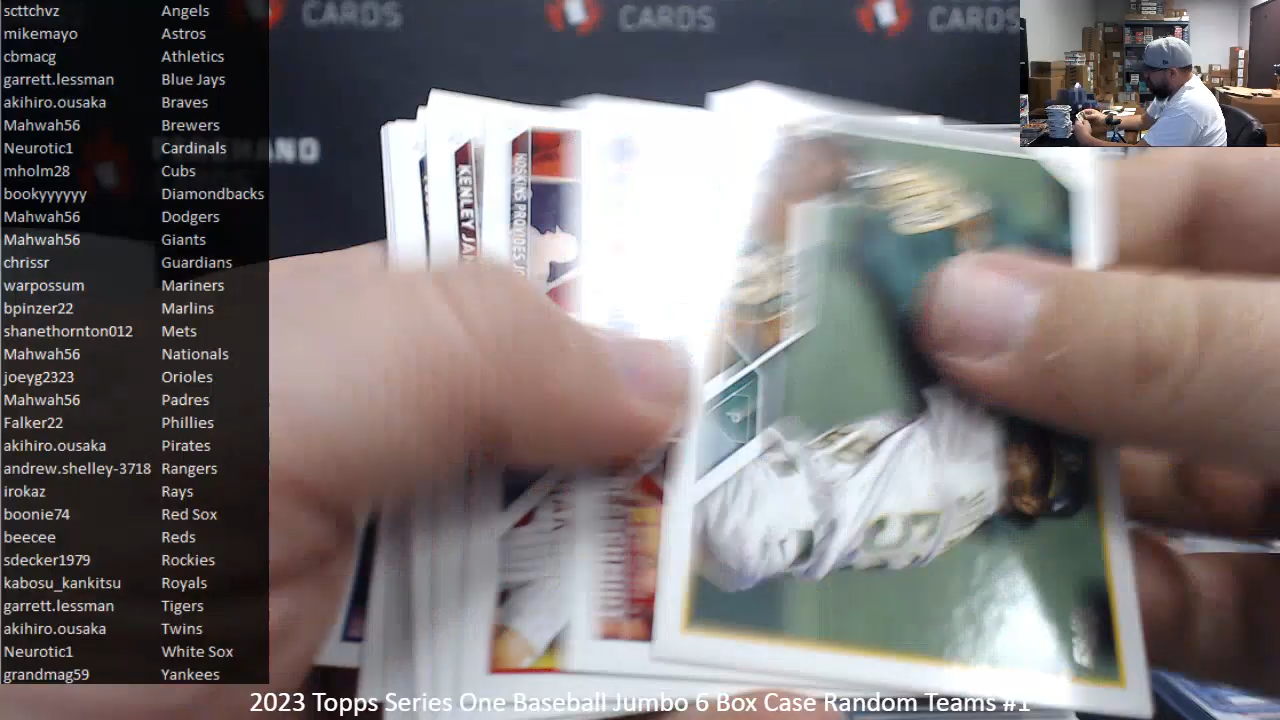 CARDS
CARDS
CARDS
scttchvz Angels
mikemayo Astros
cbmacg Athletics
garrett.lessman Blue Jays
akihiro.ousaka Braves
Mahwah56 Brewers
Neurotic1 Cardinals
mholm28 Cubs
bookyyyyyy Diamondbacks
Mahwah56 Dodgers
Mahwah56 Giants
chrissr Guardians
warpossum Mariners
bpinzer22 Marlins
shanethornton012 Mets
Mahwah56 Nationals
joeyg2323 Orioles
Mahwah56 Padres
Falker22 Phillies
akihiro.ousaka Pirates
andrew.shelley-3718 Rangers
irokaz Rays
boonie74 Red Sox
beecee Reds
sdecker1979 Rockies
kabosu_kankitsu Royals
garrett.lessman Tigers
akihiro.ousaka Twins
Neurotic1 White Sox
grandmag59 Yankees
KENLEY
HOSKINS PROVIDES
2023 Topps Series One Baseball Jumbo 6 Box Case Random Teams #1